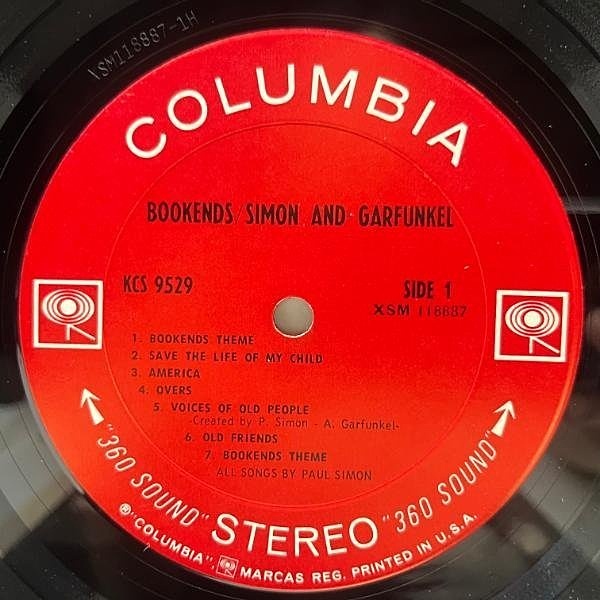 XSM118887-1H
COLUMBIA
BOOKENDS SIMON AND GARFUNKEL
KCS 9529
SIDE 1
XSM 118887
1. BOOKENDS THEME
2. SAVE THE LIFE OF MY CHILD
3. AMERICA
4. OVERS
5. VOICES OF OLD PEOPLE
-Created by P. Simon - A. Garfunkel-
6. OLD FRIENDS
7. BOOKENDS THEME
ALL SONGS BY PAUL SIMON
"360 SOUND" STEREO "360 SOUND"
®"COLUMBIA", MARCAS REG. PRINTED IN U.S.A.